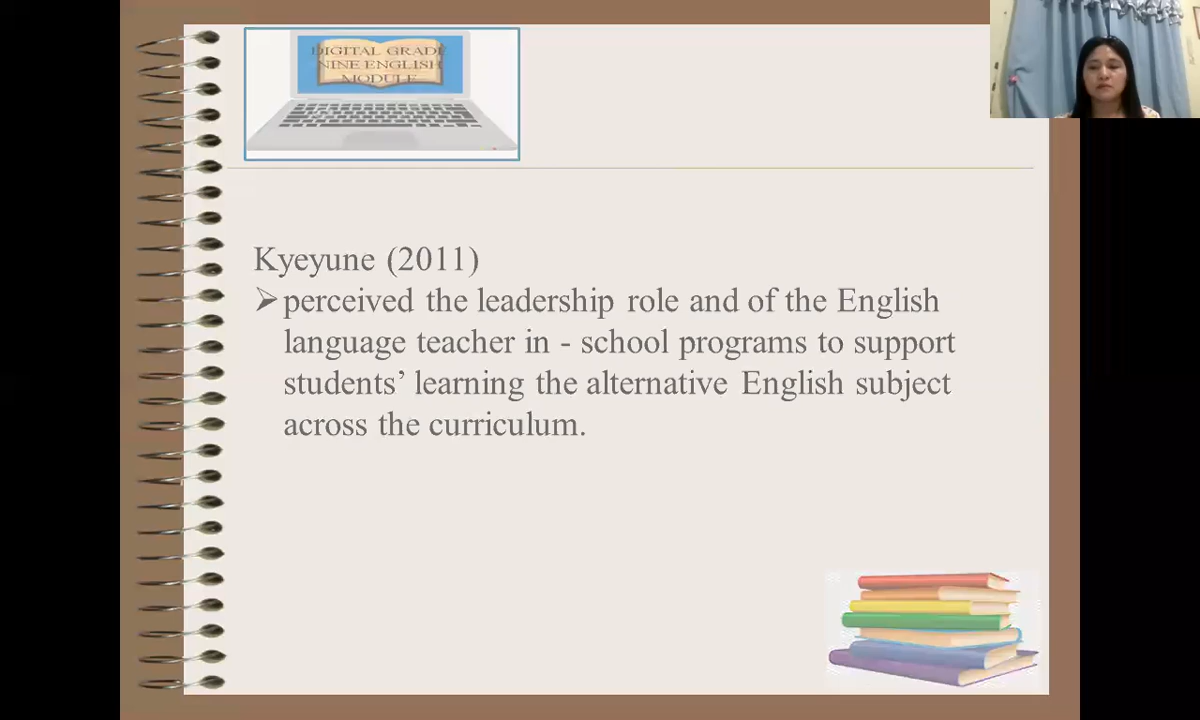 DIGITAL GRADE
NINE ENGLISH
MODULE
Kyeyune (2011)
➢perceived the leadership role and of the English
language teacher in - school programs to support
students’ learning the alternative English subject
across the curriculum.